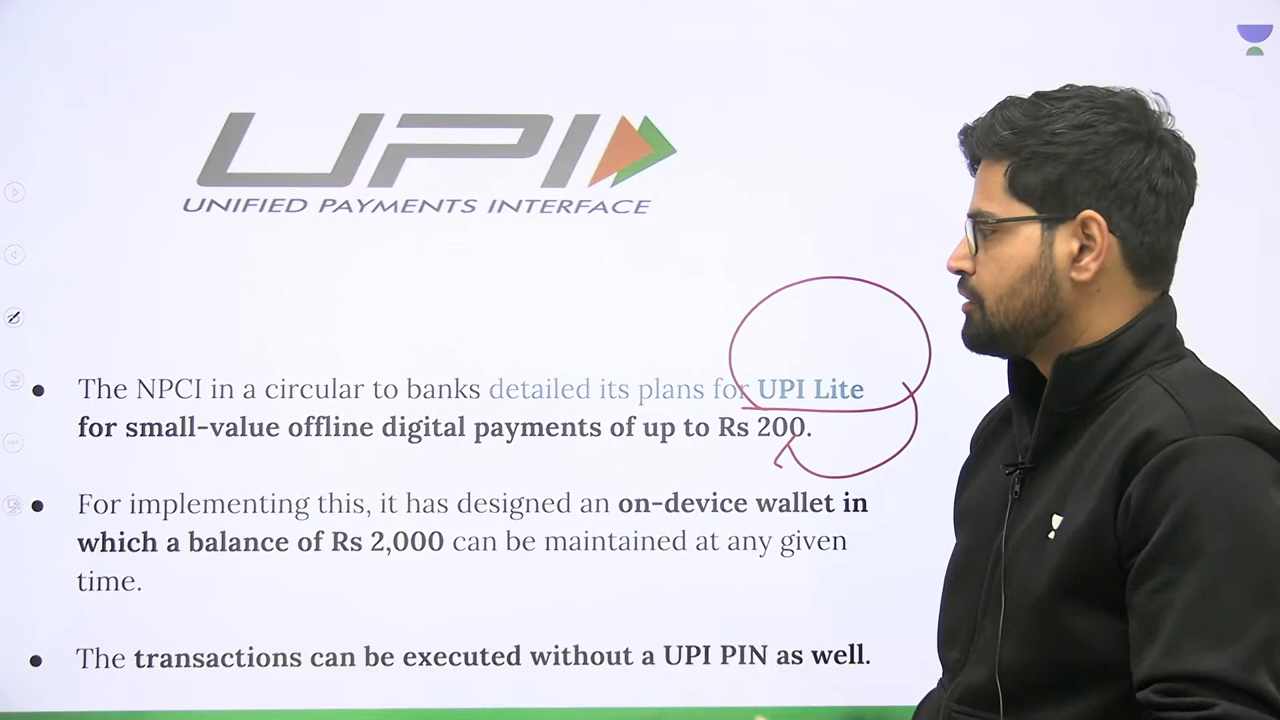 UPI
UNIFIED PAYMENTS INTERFACE
The NPCI in a circular to banks detailed its plans for UPI Lite
for small-value offline digital payments of up to Rs 200.
For implementing this, it has designed an on-device wallet in
which a balance of Rs 2,000 can be maintained at any given
time.
The transactions can be executed without a UPI PIN as well.